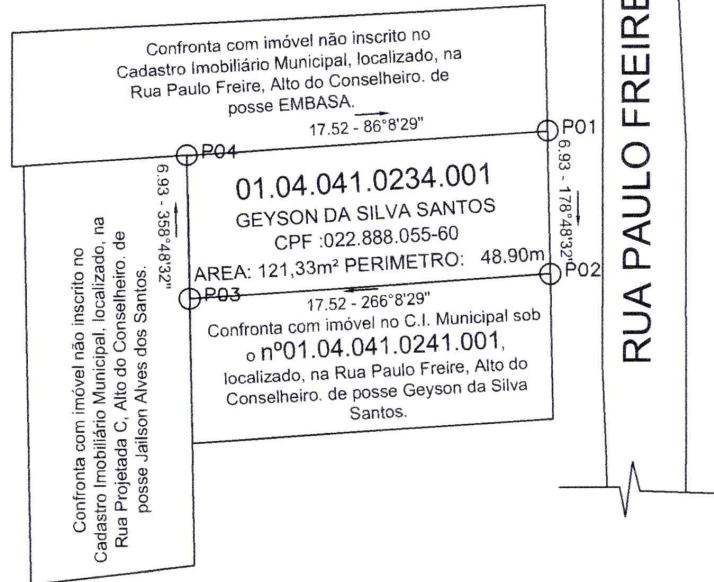 Confronta com imóvel não inscrito no
Cadastro Imobiliário Municipal, localizado, na
Rua Paulo Freire, Alto do Conselheiro. de
posse EMBASA.
17.52 - 86°8'29"
P04
P01
01.04.041.0234.001
GEYSON DA SILVA SANTOS
CPF :022.888.055-60
AREA: 121,33m² PERIMETRO: 48.90m
6.93 - 358°48'32"
6.93 - 178°48'32"
P03
P02
17.52 - 266°8'29"
Confronta com imóvel no C.I. Municipal sob
o nº01.04.041.0241.001,
localizado, na Rua Paulo Freire, Alto do
Conselheiro. de posse Geyson da Silva
Santos.
Confronta com imóvel não inscrito no
Cadastro Imobiliário Municipal, localizado, na
Rua Projetada C, Alto do Conselheiro. de
posse Jailson Alves dos Santos.
RUA PAULO FREIRE